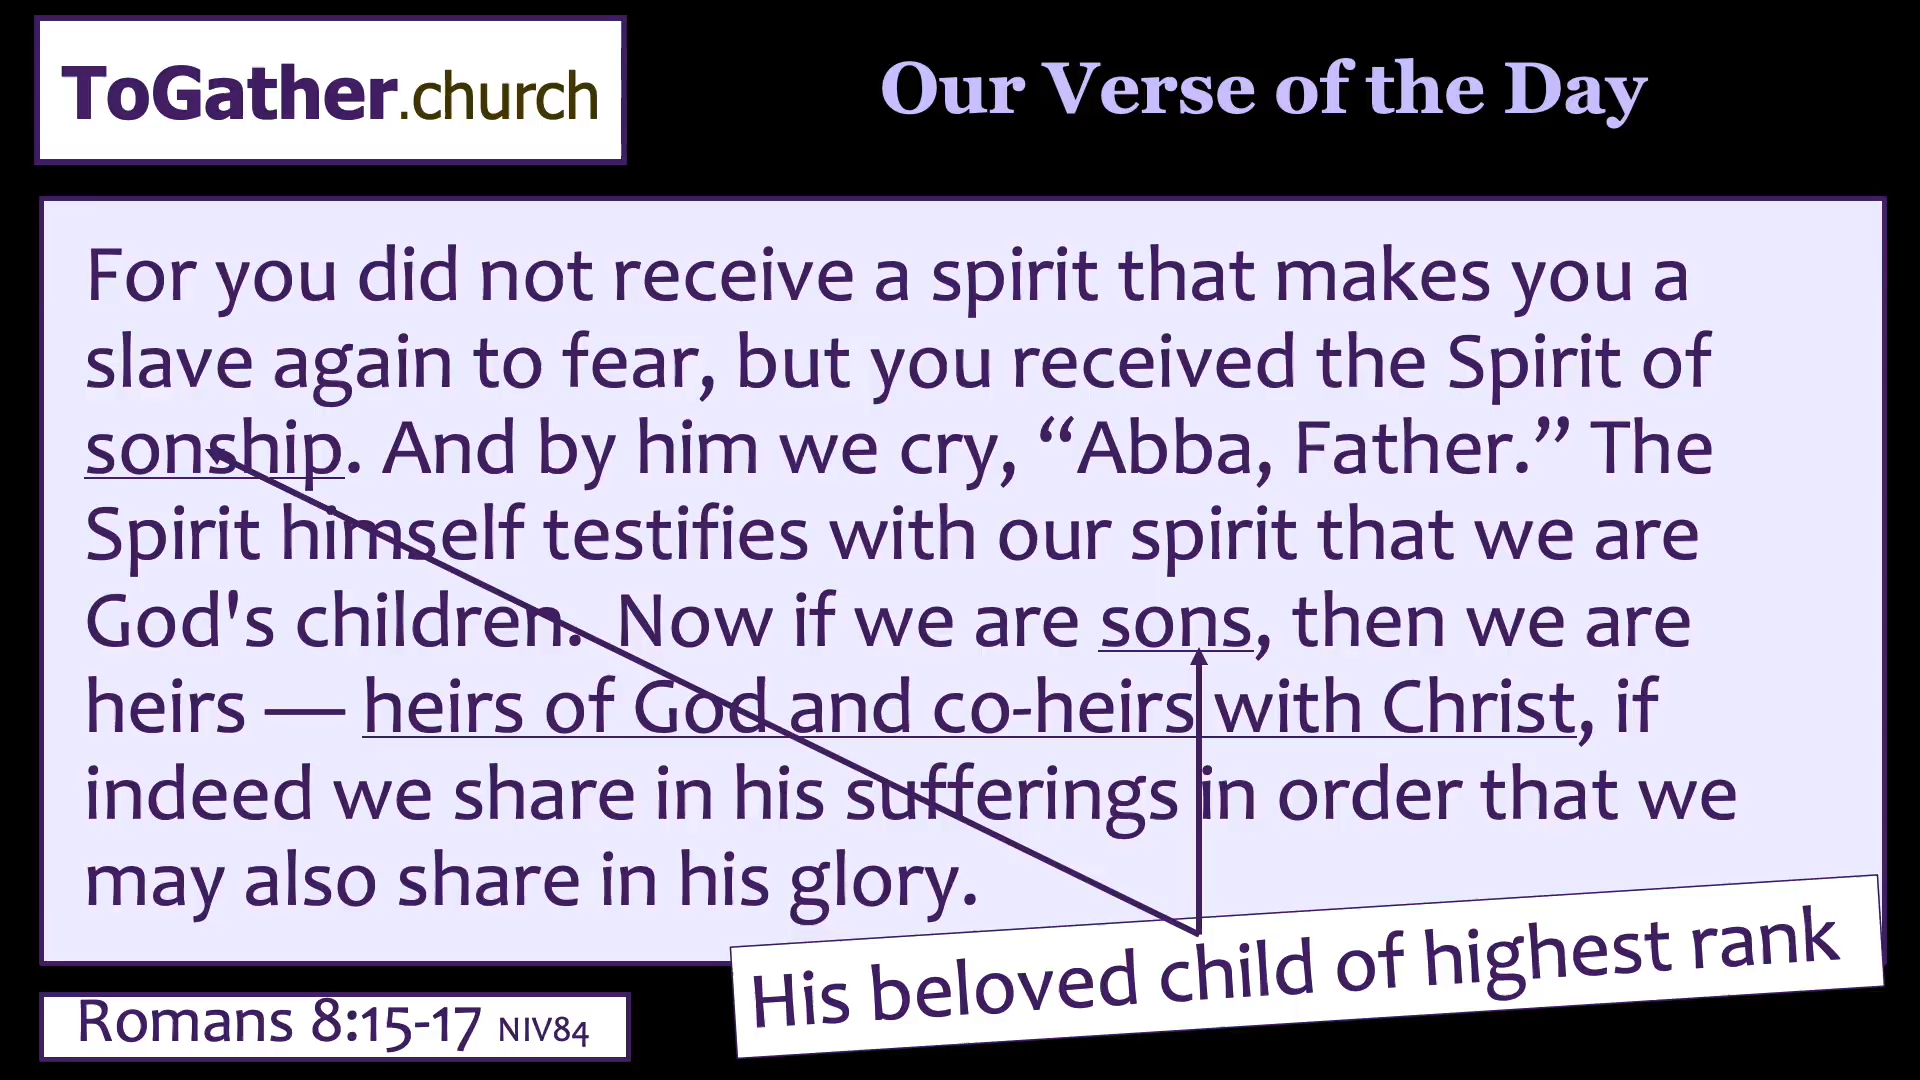 ToGather.church
Our Verse of the Day
For you did not receive a spirit that makes you a
slave again to fear, but you received the Spirit of
sonship. And by him we cry, “Abba, Father.” The
Spirit himself testifies with our spirit that we are
God's children. Now if we are sons, then we are
heirs — heirs of God and co-heirs with Christ, if
indeed we share in his sufferings in order that we
may also share in his glory.
His beloved child of highest rank
Romans 8:15-17 NIV84